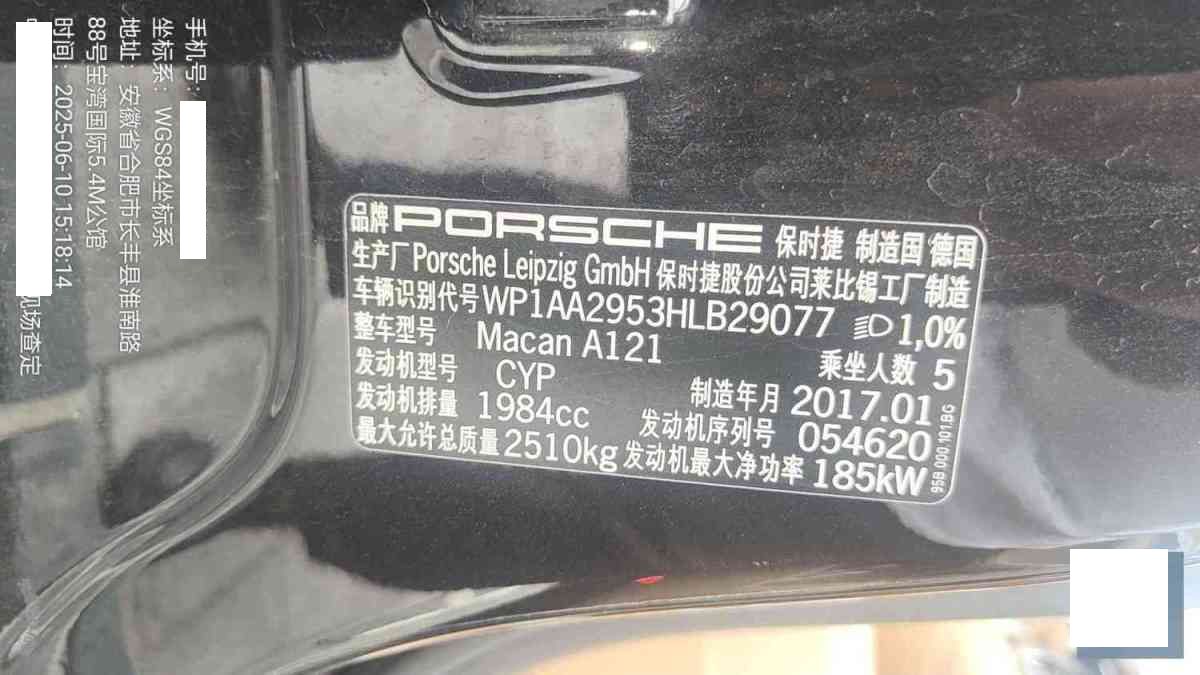 品牌 PORSCHE 保时捷 制造国 德国
生产厂 Porsche Leipzig GmbH 保时捷股份公司莱比锡工厂制造
车辆识别代号 WP1AA2953HLB29077 1,0%
整车型号 Macan A121 乘坐人数 5
发动机型号 CYP 制造年月 2017.01
发动机排量 1984cc 发动机序列号 054620
最大允许总质量 2510kg 发动机最大净功率 185kW
95B.000.101.BG
手机号:
坐标系: WGS84坐标系
地址: 安徽省合肥市长丰县淮南路
88号宝湾国际5.4M公馆
时间: 2025-06-10 15:18:14
现场查定